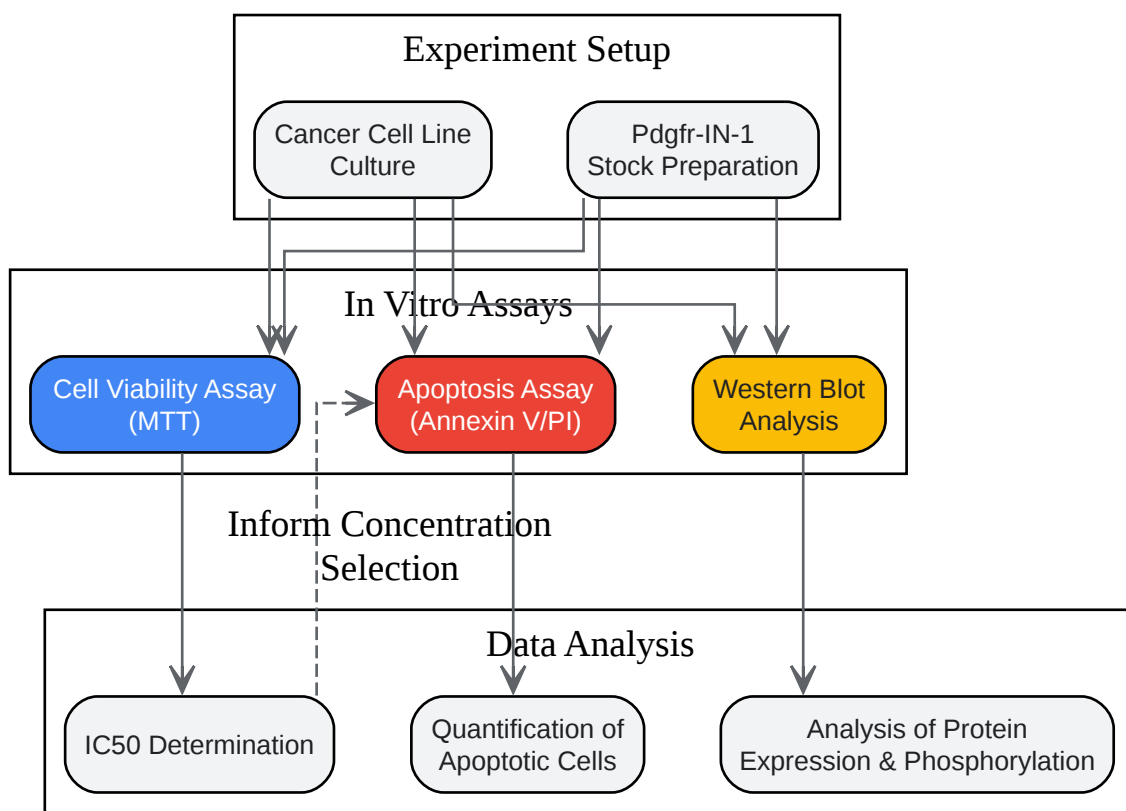 Experiment Setup
Cancer Cell Line
Culture
Pdgfr-IN-1
Stock Preparation
In Vitro Assays
Cell Viability Assay
(MTT)
Apoptosis Assay
(Annexin V/PI)
Western Blot
Analysis
Inform Concentration
Selection
Data Analysis
IC50 Determination
Quantification of
Apoptotic Cells
Analysis of Protein
Expression & Phosphorylation